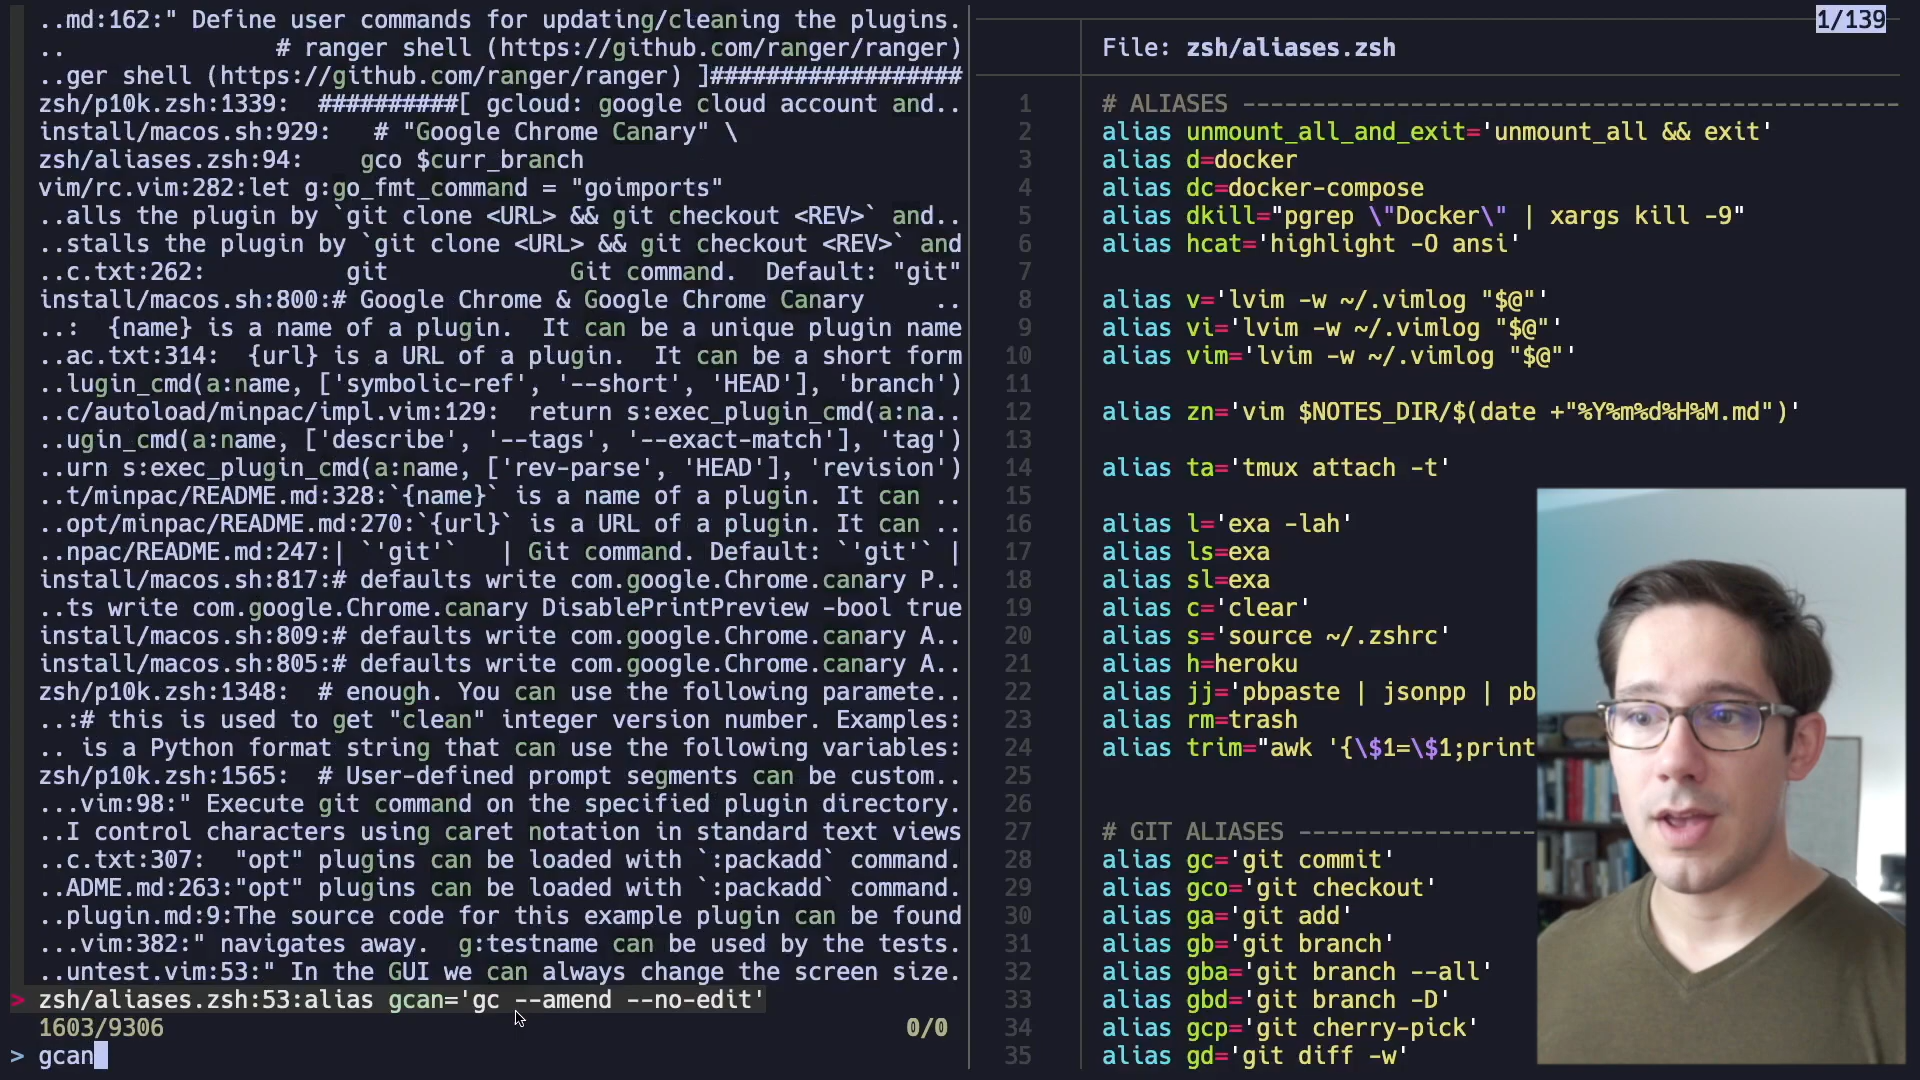 ..md:162:" Define user commands for updating/cleaning the plugins.
.. # ranger shell (https://github.com/ranger/ranger)
..ger shell (https://github.com/ranger/ranger) ]##################
zsh/p10k.zsh:1339: ##########[ gcloud: google cloud account and..
install/macos.sh:929: # "Google Chrome Canary" \
zsh/aliases.zsh:94: gco $curr_branch
vim/rc.vim:282:let g:go_fmt_command = "goimports"
..alls the plugin by `git clone <URL> && git checkout <REV>` and..
..stalls the plugin by `git clone <URL> && git checkout <REV>` and
..c.txt:262: git Git command. Default: "git"
install/macos.sh:800:# Google Chrome & Google Chrome Canary ..
..: {name} is a name of a plugin. It can be a unique plugin name
..ac.txt:314: {url} is a URL of a plugin. It can be a short form
..lugin_cmd(a:name, ['symbolic-ref', '--short', 'HEAD'], 'branch')
..c/autoload/minpac/impl.vim:129: return s:exec_plugin_cmd(a:na..
..ugin_cmd(a:name, ['describe', '--tags', '--exact-match'], 'tag')
..urn s:exec_plugin_cmd(a:name, ['rev-parse', 'HEAD'], 'revision')
..t/minpac/README.md:328:`{name}` is a name of a plugin. It can ..
..opt/minpac/README.md:270:`{url}` is a URL of a plugin. It can ..
..npac/README.md:247:| `'git'` | Git command. Default: `'git'` |
install/macos.sh:817:# defaults write com.google.Chrome.canary P..
..ts write com.google.Chrome.canary DisablePrintPreview -bool true
install/macos.sh:809:# defaults write com.google.Chrome.canary A..
install/macos.sh:805:# defaults write com.google.Chrome.canary A..
zsh/p10k.zsh:1348: # enough. You can use the following paramete..
..:# this is used to get "clean" integer version number. Examples:
.. is a Python format string that can use the following variables:
zsh/p10k.zsh:1565: # User-defined prompt segments can be custom..
...vim:98:" Execute git command on the specified plugin directory.
..I control characters using caret notation in standard text views
..c.txt:307: "opt" plugins can be loaded with `:packadd` command.
..ADME.md:263:"opt" plugins can be loaded with `:packadd` command.
..plugin.md:9:The source code for this example plugin can be found
...vim:382:" navigates away. g:testname can be used by the tests.
..untest.vim:53:" In the GUI we can always change the screen size.
> zsh/aliases.zsh:53:alias gcan='gc --amend --no-edit'
1603/9306 0/0
> gcan
1/139
File: zsh/aliases.zsh
1 # ALIASES -----------------------------------------------
2 alias unmount_all_and_exit='unmount_all && exit'
3 alias d=docker
4 alias dc=docker-compose
5 alias dkill="pgrep \"Docker\" | xargs kill -9"
6 alias hcat='highlight -O ansi'
7
8 alias v='lvim -w ~/.vimlog "$@"'
9 alias vi='lvim -w ~/.vimlog "$@"'
10 alias vim='lvim -w ~/.vimlog "$@"'
11
12 alias zn='vim $NOTES_DIR/$(date +"%Y%m%d%H%M.md")'
13
14 alias ta='tmux attach -t'
15
16 alias l='exa -lah'
17 alias ls=exa
18 alias sl=exa
19 alias c='clear'
20 alias s='source ~/.zshrc'
21 alias h=heroku
22 alias jj='pbpaste | jsonpp | pb
23 alias rm=trash
24 alias trim="awk '{\$1=\$1;print
25
26
27 # GIT ALIASES -----------------
28 alias gc='git commit'
29 alias gco='git checkout'
30 alias ga='git add'
31 alias gb='git branch'
32 alias gba='git branch --all'
33 alias gbd='git branch -D'
34 alias gcp='git cherry-pick'
35 alias gd='git diff -w'